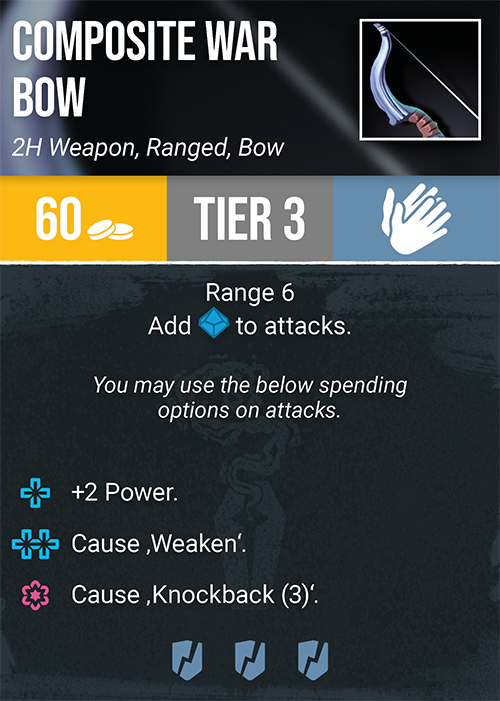 COMPOSITE WAR
BOW
2H Weapon, Ranged, Bow
60
TIER 3
Range 6
Add to attacks.
You may use the below spending
options on attacks.
+2 Power.
Cause ‚Weaken‘.
Cause ‚Knockback (3)‘.